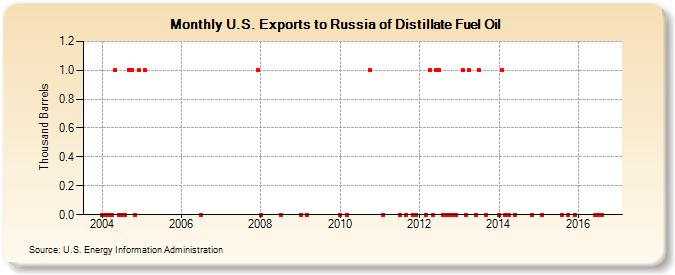 Monthly U.S. Exports to Russia of Distillate Fuel Oil
Thousand Barrels
1.2
1.0
0.8
0.6
0.4
0.2
0.0
2004 2006 2008 2010 2012 2014 2016
Source: U.S. Energy Information Administration